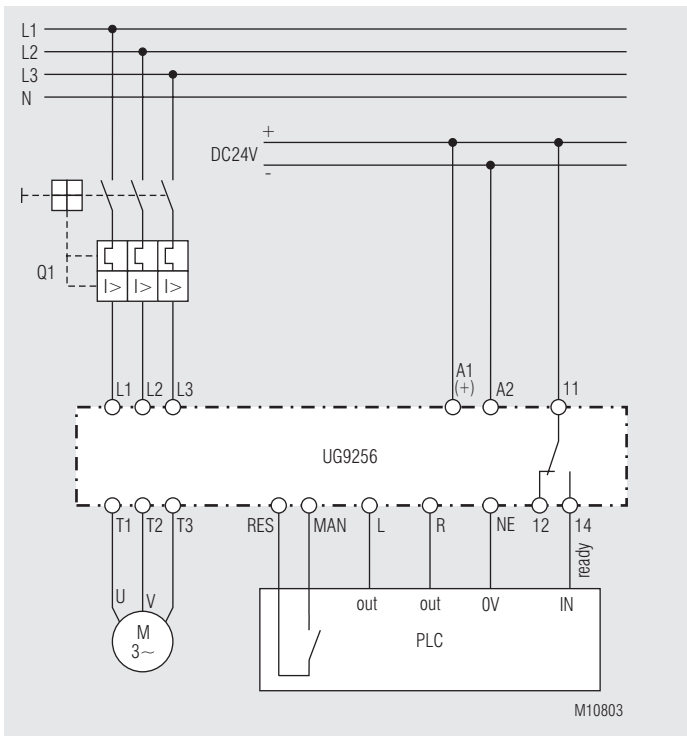 L1
L2
L3
N
+
DC24V
-
Q1
I> I> I>
A1
(+)
L1 L2 L3 A2 11
UG9256
T1 T2 T3 RES MAN L R NE 12 14
ready
U V
M
3~
out out 0V IN
PLC
M10803